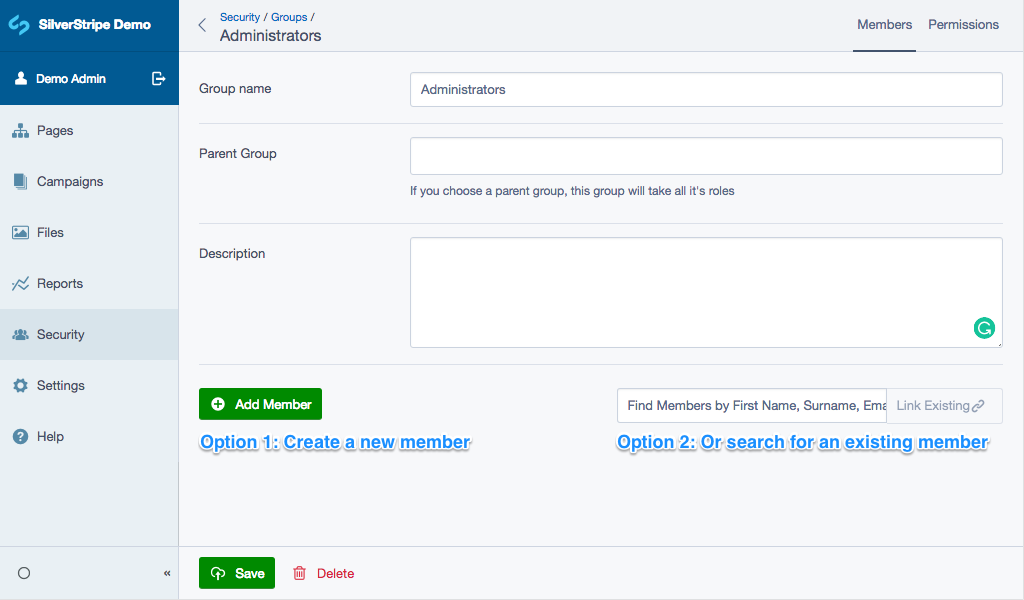 SilverStripe Demo
Demo Admin
Pages
Campaigns
Files
Reports
Security
Settings
Help
«
Security / Groups /
Administrators
Members
Permissions
Group name
Administrators
Parent Group
If you choose a parent group, this group will take all it's roles
Description
Add Member
Find Members by First Name, Surname, Ema
Link Existing
Option 1: Create a new member
Option 2: Or search for an existing member
Save
Delete